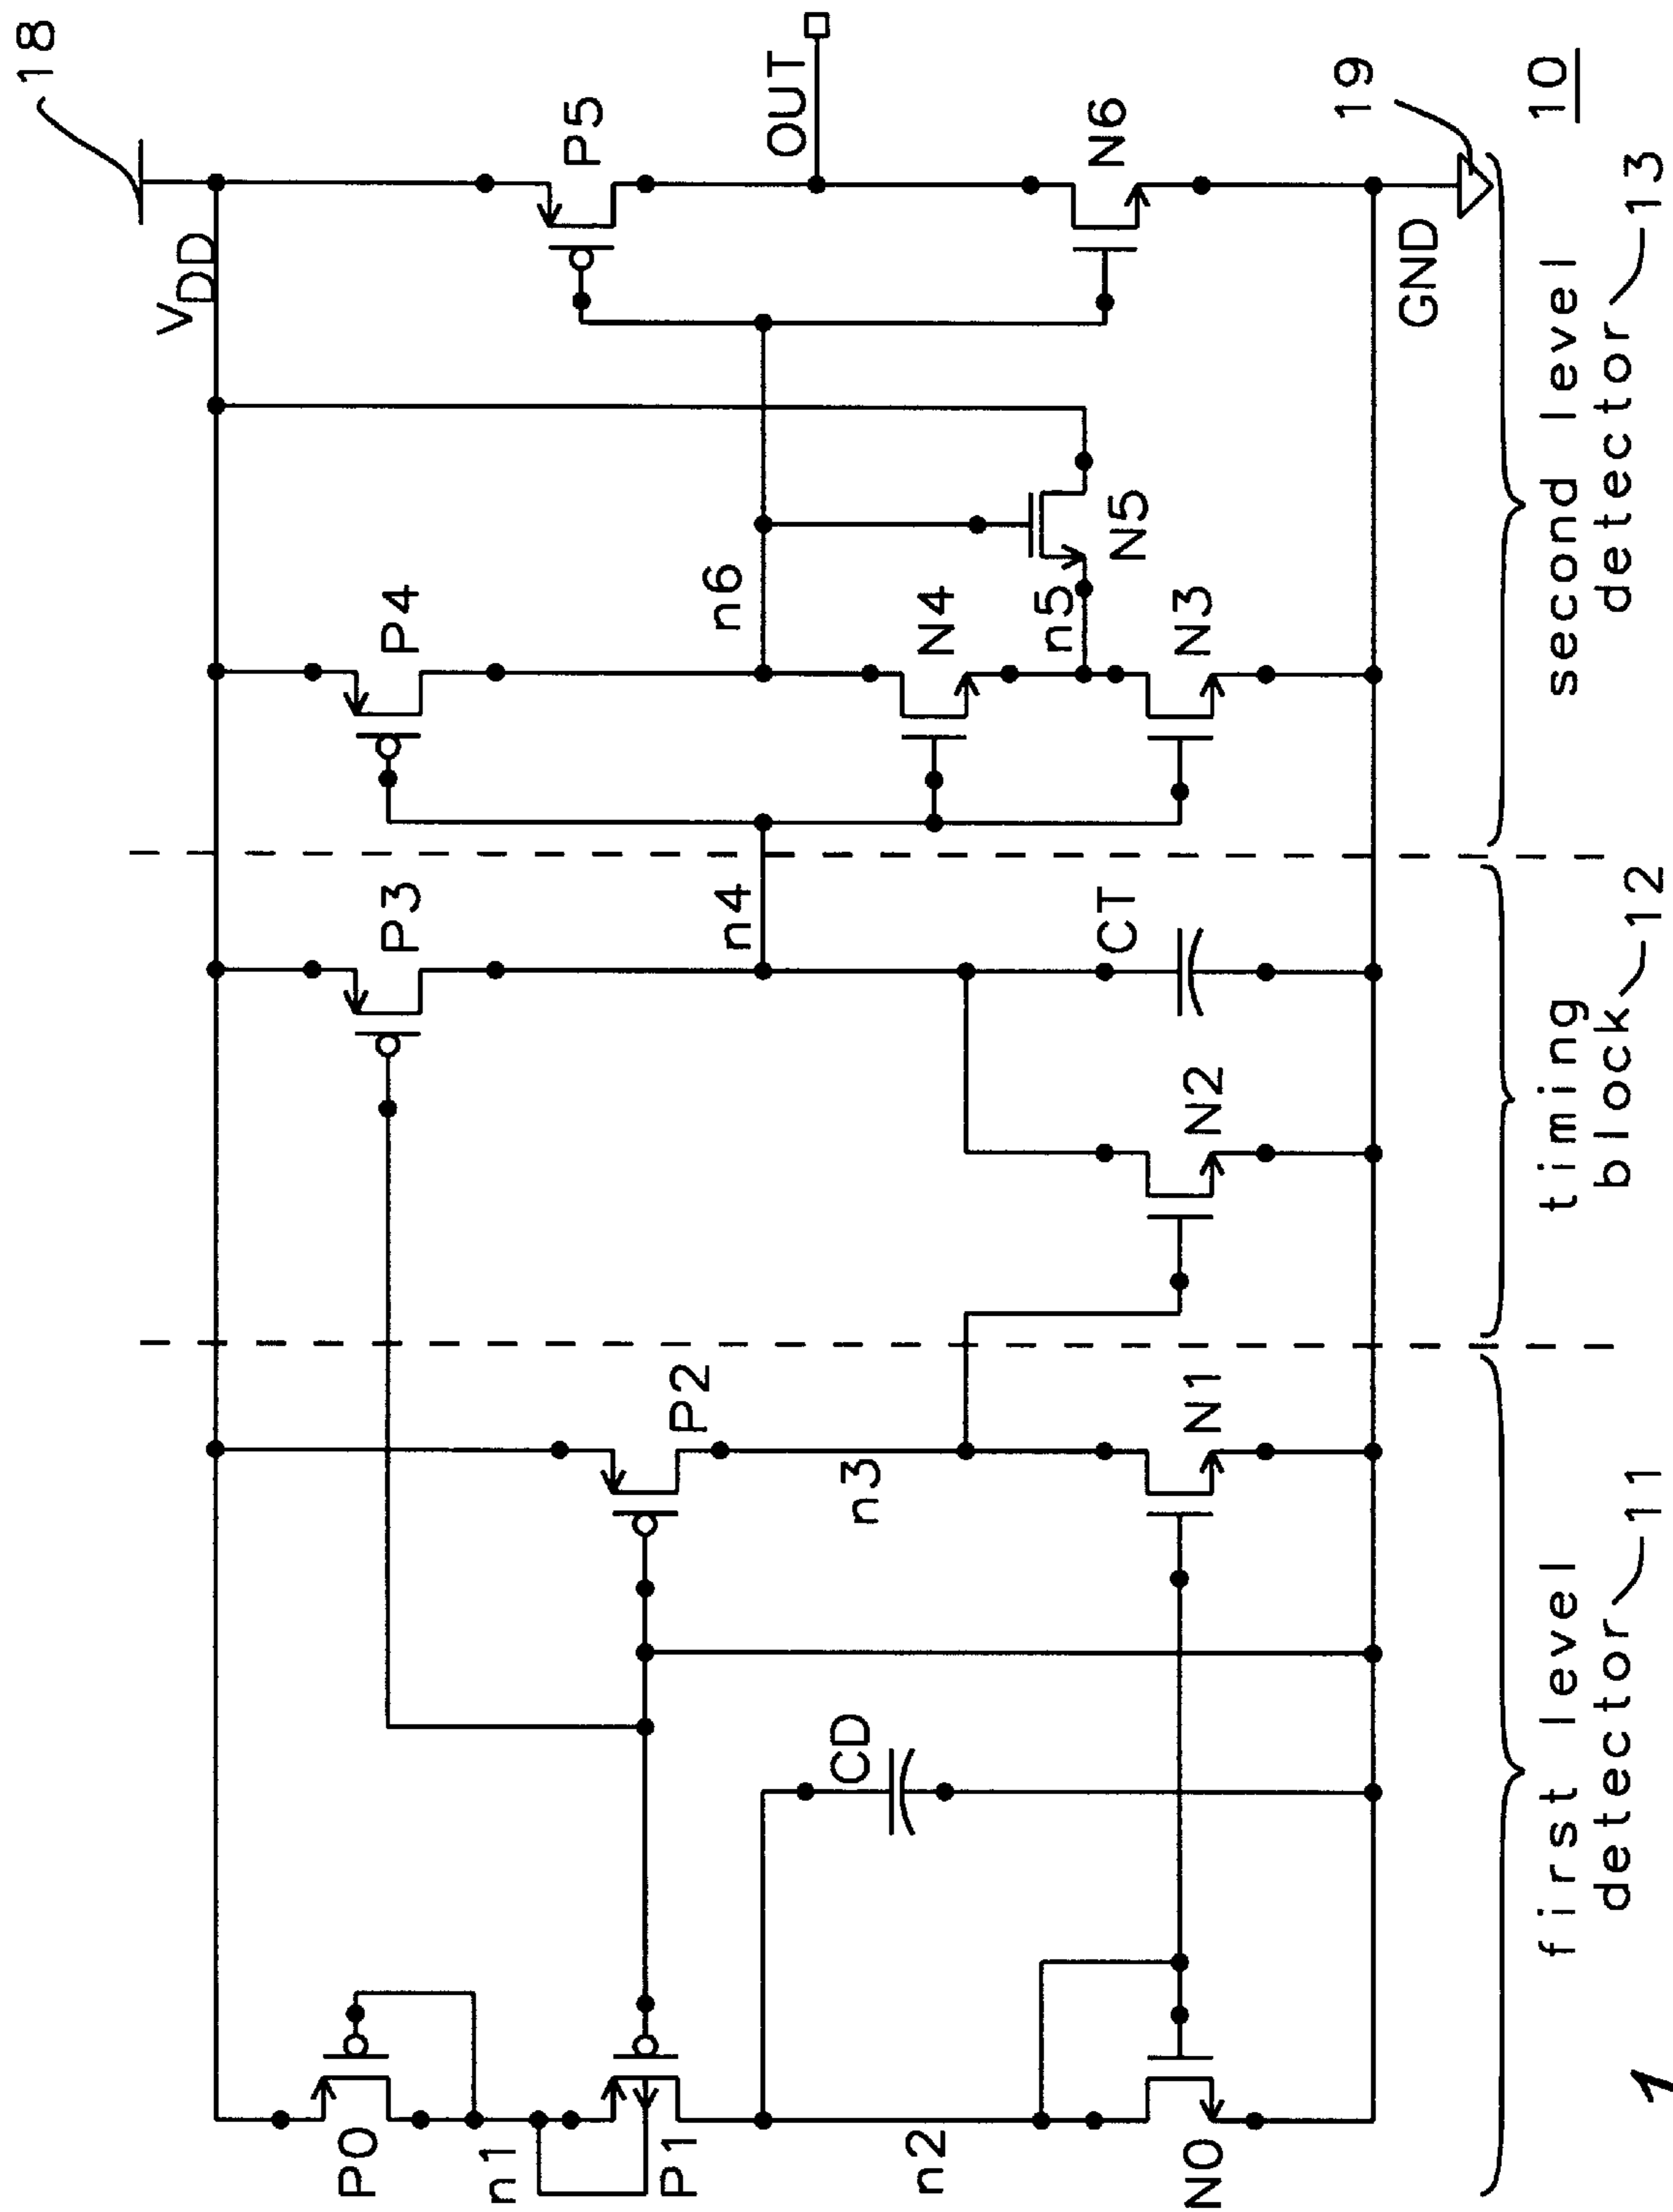 18
V_DD
P0
n1
P1
n2
N0
CD
P2
n3
N1
P3
n4
N2
CT
P4
n6
N4
n5
N3
N5
P5
OUT
N6
GND
19
10
first level
detector 11
timing
block 12
second level
detector 13
1